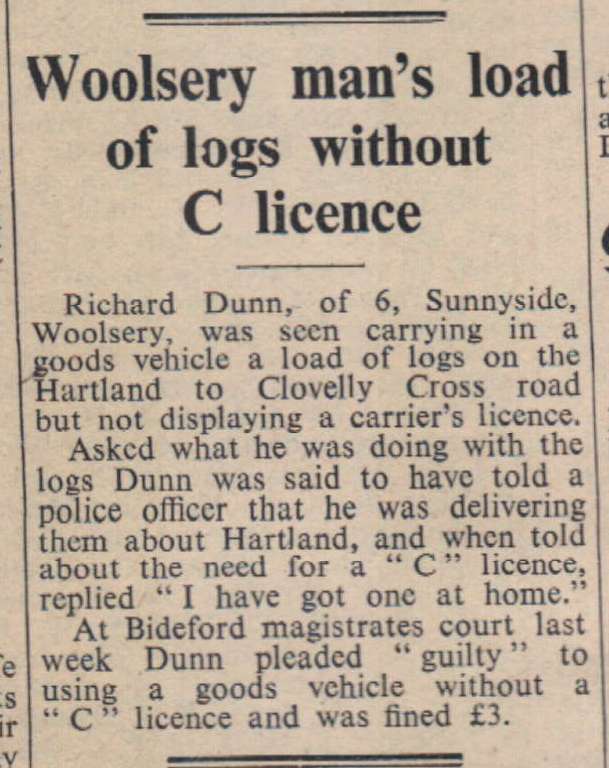 Woolsery man's load
of logs without
C licence
Richard Dunn, of 6, Sunnyside,
Woolsery, was seen carrying in a
goods vehicle a load of logs on the
Hartland to Clovelly Cross road
but not displaying a carrier's licence.
Asked what he was doing with the
logs Dunn was said to have told a
police officer that he was delivering
them about Hartland, and when told
about the need for a "C" licence,
replied "I have got one at home."
At Bideford magistrates court last
week Dunn pleaded "guilty" to
using a goods vehicle without a
"C" licence and was fined £3.